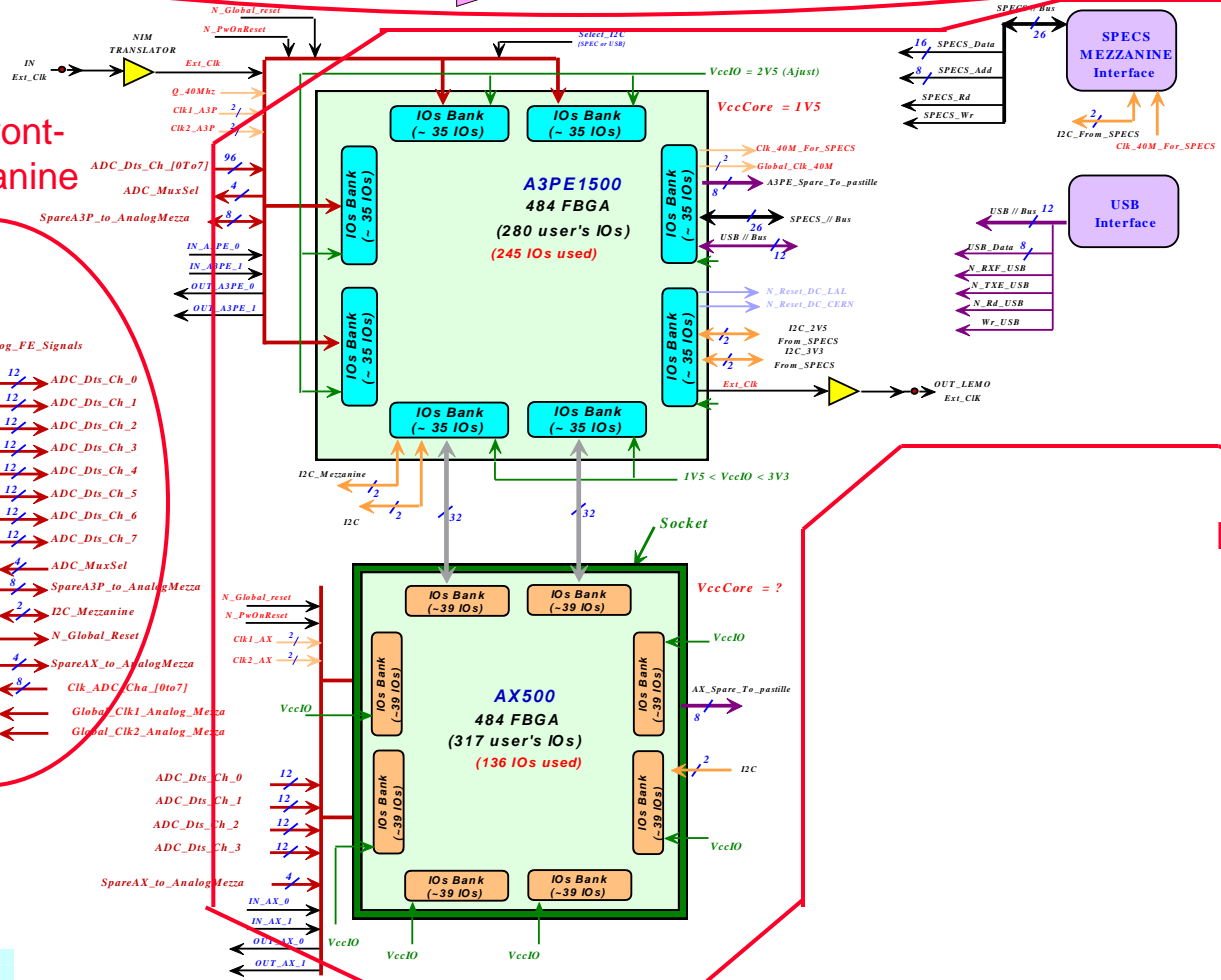 N_Global_reset
N_PwOnReset
NIM
TRANSLATOR
IN
Ext_Clk
Ext_Clk
Q_40Mhz
Clk1_A3P
2
Clk2_A3P
2
Select_I2C
(SPEC or USB)
VccIO = 2V5 (Ajust)
VccCore = 1V5
ADC_Dts_Ch_[0To7]
96
ADC_MuxSel
4
SpareA3P_to_AnalogMezza
8
IN_A3PE_0
IN_A3PE_1
OUT_A3PE_0
OUT_A3PE_1
IOs Bank
(~ 35 IOs)
IOs Bank
(~ 35 IOs)
IOs Bank
(~ 35 IOs)
IOs Bank
(~ 35 IOs)
IOs Bank
(~ 35 IOs)
IOs Bank
(~ 35 IOs)
IOs Bank
(~ 35 IOs)
IOs Bank
(~ 35 IOs)
A3PE1500
484 FBGA
(280 user's IOs)
(245 IOs used)
Clk_40M_For_SPECS
2
Global_Clk_40M
8
A3PE_Spare_To_pastille
SPECS_// Bus
26
USB // Bus
12
N_Reset_DC_LAL
N_Reset_DC_CERN
I2C_2V5
2
From_SPECS
I2C_3V3
2
From_SPECS
Ext_Clk
OUT_LEMO
Ext_ClK
SPECS_// Bus
26
SPECS
MEZZANINE
Interface
16
SPECS_Data
8
SPECS_Add
SPECS_Rd
SPECS_Wr
2
I2C_From_SPECS
Clk_40M_For_SPECS
USB
Interface
USB // Bus
12
USB_Data
8
N_RXF_USB
N_TXE_USB
N_Rd_USB
Wr_USB
ont-
anine
og_FE_Signals
12
ADC_Dts_Ch_0
12
ADC_Dts_Ch_1
12
ADC_Dts_Ch_2
12
ADC_Dts_Ch_3
12
ADC_Dts_Ch_4
12
ADC_Dts_Ch_5
12
ADC_Dts_Ch_6
12
ADC_Dts_Ch_7
4
ADC_MuxSel
8
SpareA3P_to_AnalogMezza
2
I2C_Mezzanine
N_Global_Reset
4
SpareAX_to_AnalogMezza
8
Clk_ADC_Cha_[0to7]
Global_Clk1_Analog_Mezza
Global_Clk2_Analog_Mezza
I2C_Mezzanine
2
I2C
2
32
32
1V5 < VccIO < 3V3
Socket
VccCore = ?
N_Global_reset
N_PwOnReset
Clk1_AX
2
Clk2_AX
2
VccIO
IOs Bank
(~39 IOs)
IOs Bank
(~39 IOs)
IOs Bank
(~39 IOs)
IOs Bank
(~39 IOs)
IOs Bank
(~39 IOs)
IOs Bank
(~39 IOs)
IOs Bank
(~39 IOs)
IOs Bank
(~39 IOs)
AX500
484 FBGA
(317 user's IOs)
(136 IOs used)
VccIO
AX_Spare_To_pastille
8
2
I2C
VccIO
ADC_Dts_Ch_0
12
ADC_Dts_Ch_1
12
ADC_Dts_Ch_2
12
ADC_Dts_Ch_3
12
SpareAX_to_AnalogMezza
4
IN_AX_0
IN_AX_1
OUT_AX_0
OUT_AX_1
VccIO
VccIO
VccIO